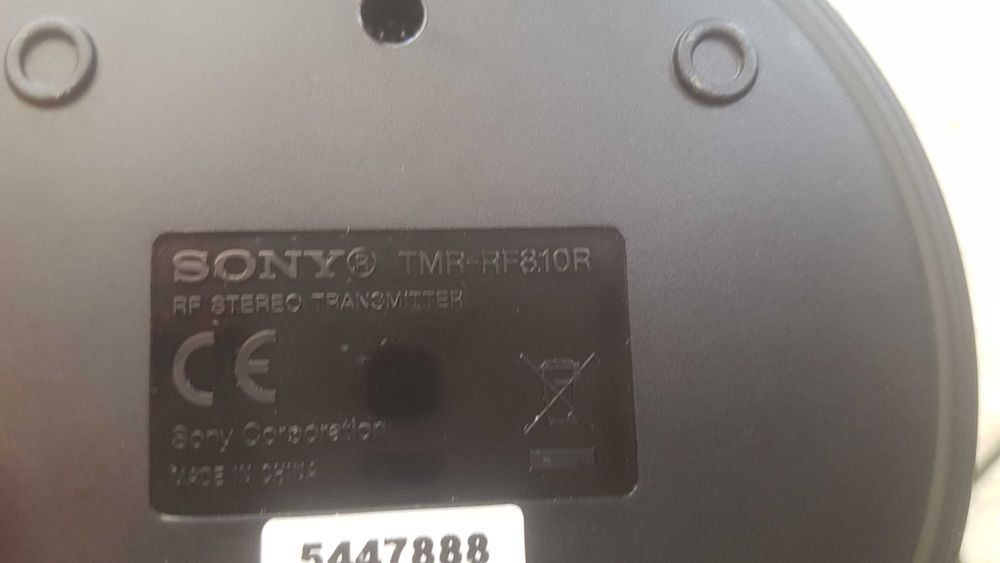 SONY® TMR-RF810R
RF STEREO TRANSMITTER
CE
Sony Corporation
MADE IN CHINA
5447888